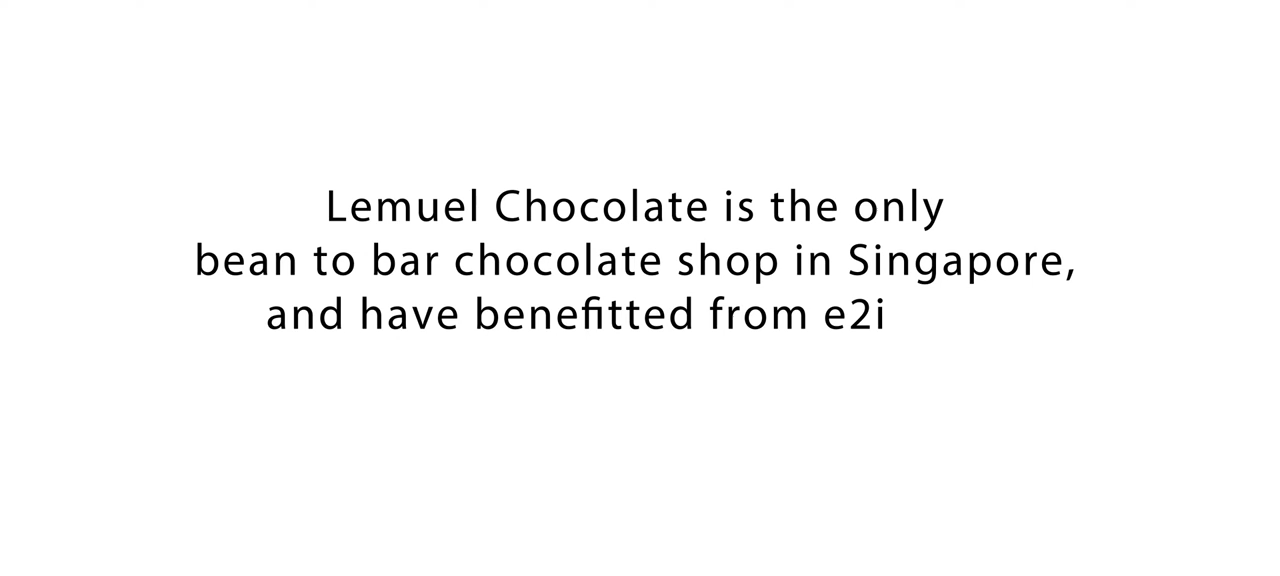 Lemuel Chocolate is the only
bean to bar chocolate shop in Singapore,
and have benefitted from e2i